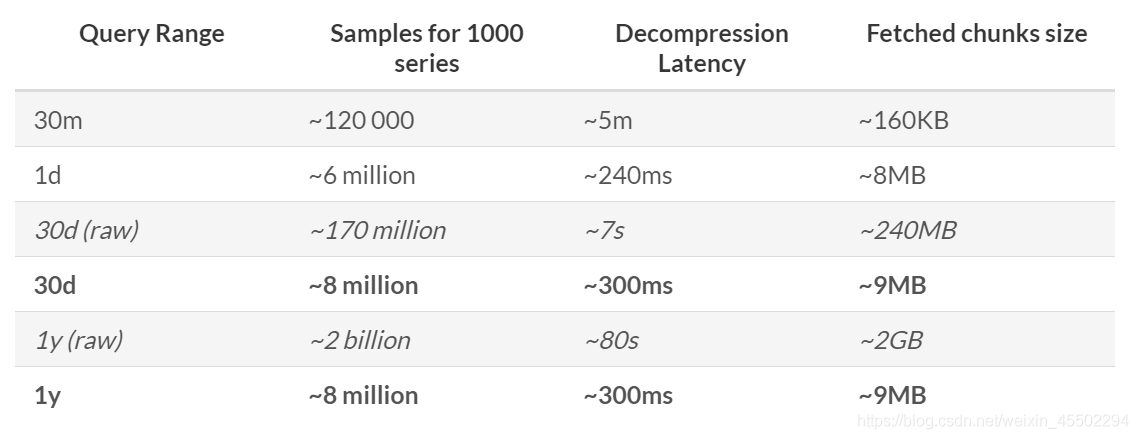 Query Range Samples for 1000 series Decompression Latency Fetched chunks size
30m ~120 000 ~5m ~160KB
1d ~6 million ~240ms ~8MB
30d (raw) ~170 million ~7s ~240MB
30d ~8 million ~300ms ~9MB
1y (raw) ~2 billion ~80s ~2GB
1y ~8 million ~300ms ~9MB
https://blog.csdn.net/weixin_45502294